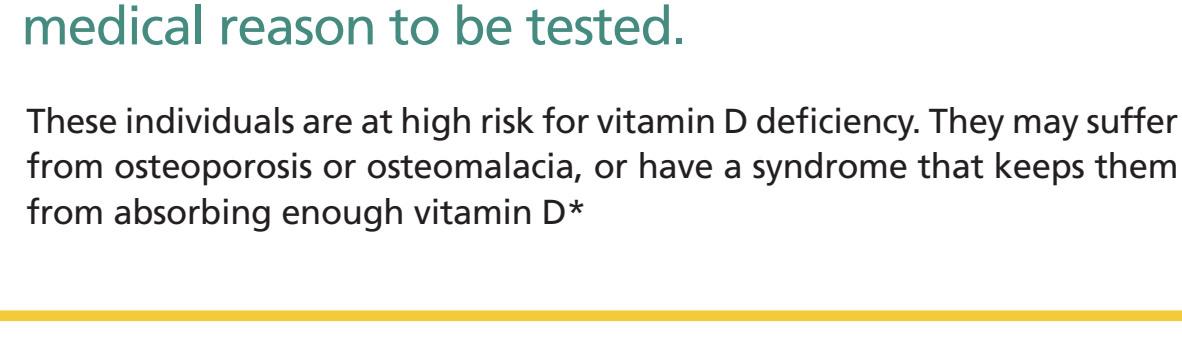 medical reason to be tested.
These individuals are at high risk for vitamin D deficiency. They may suffer
from osteoporosis or osteomalacia, or have a syndrome that keeps them
from absorbing enough vitamin D*